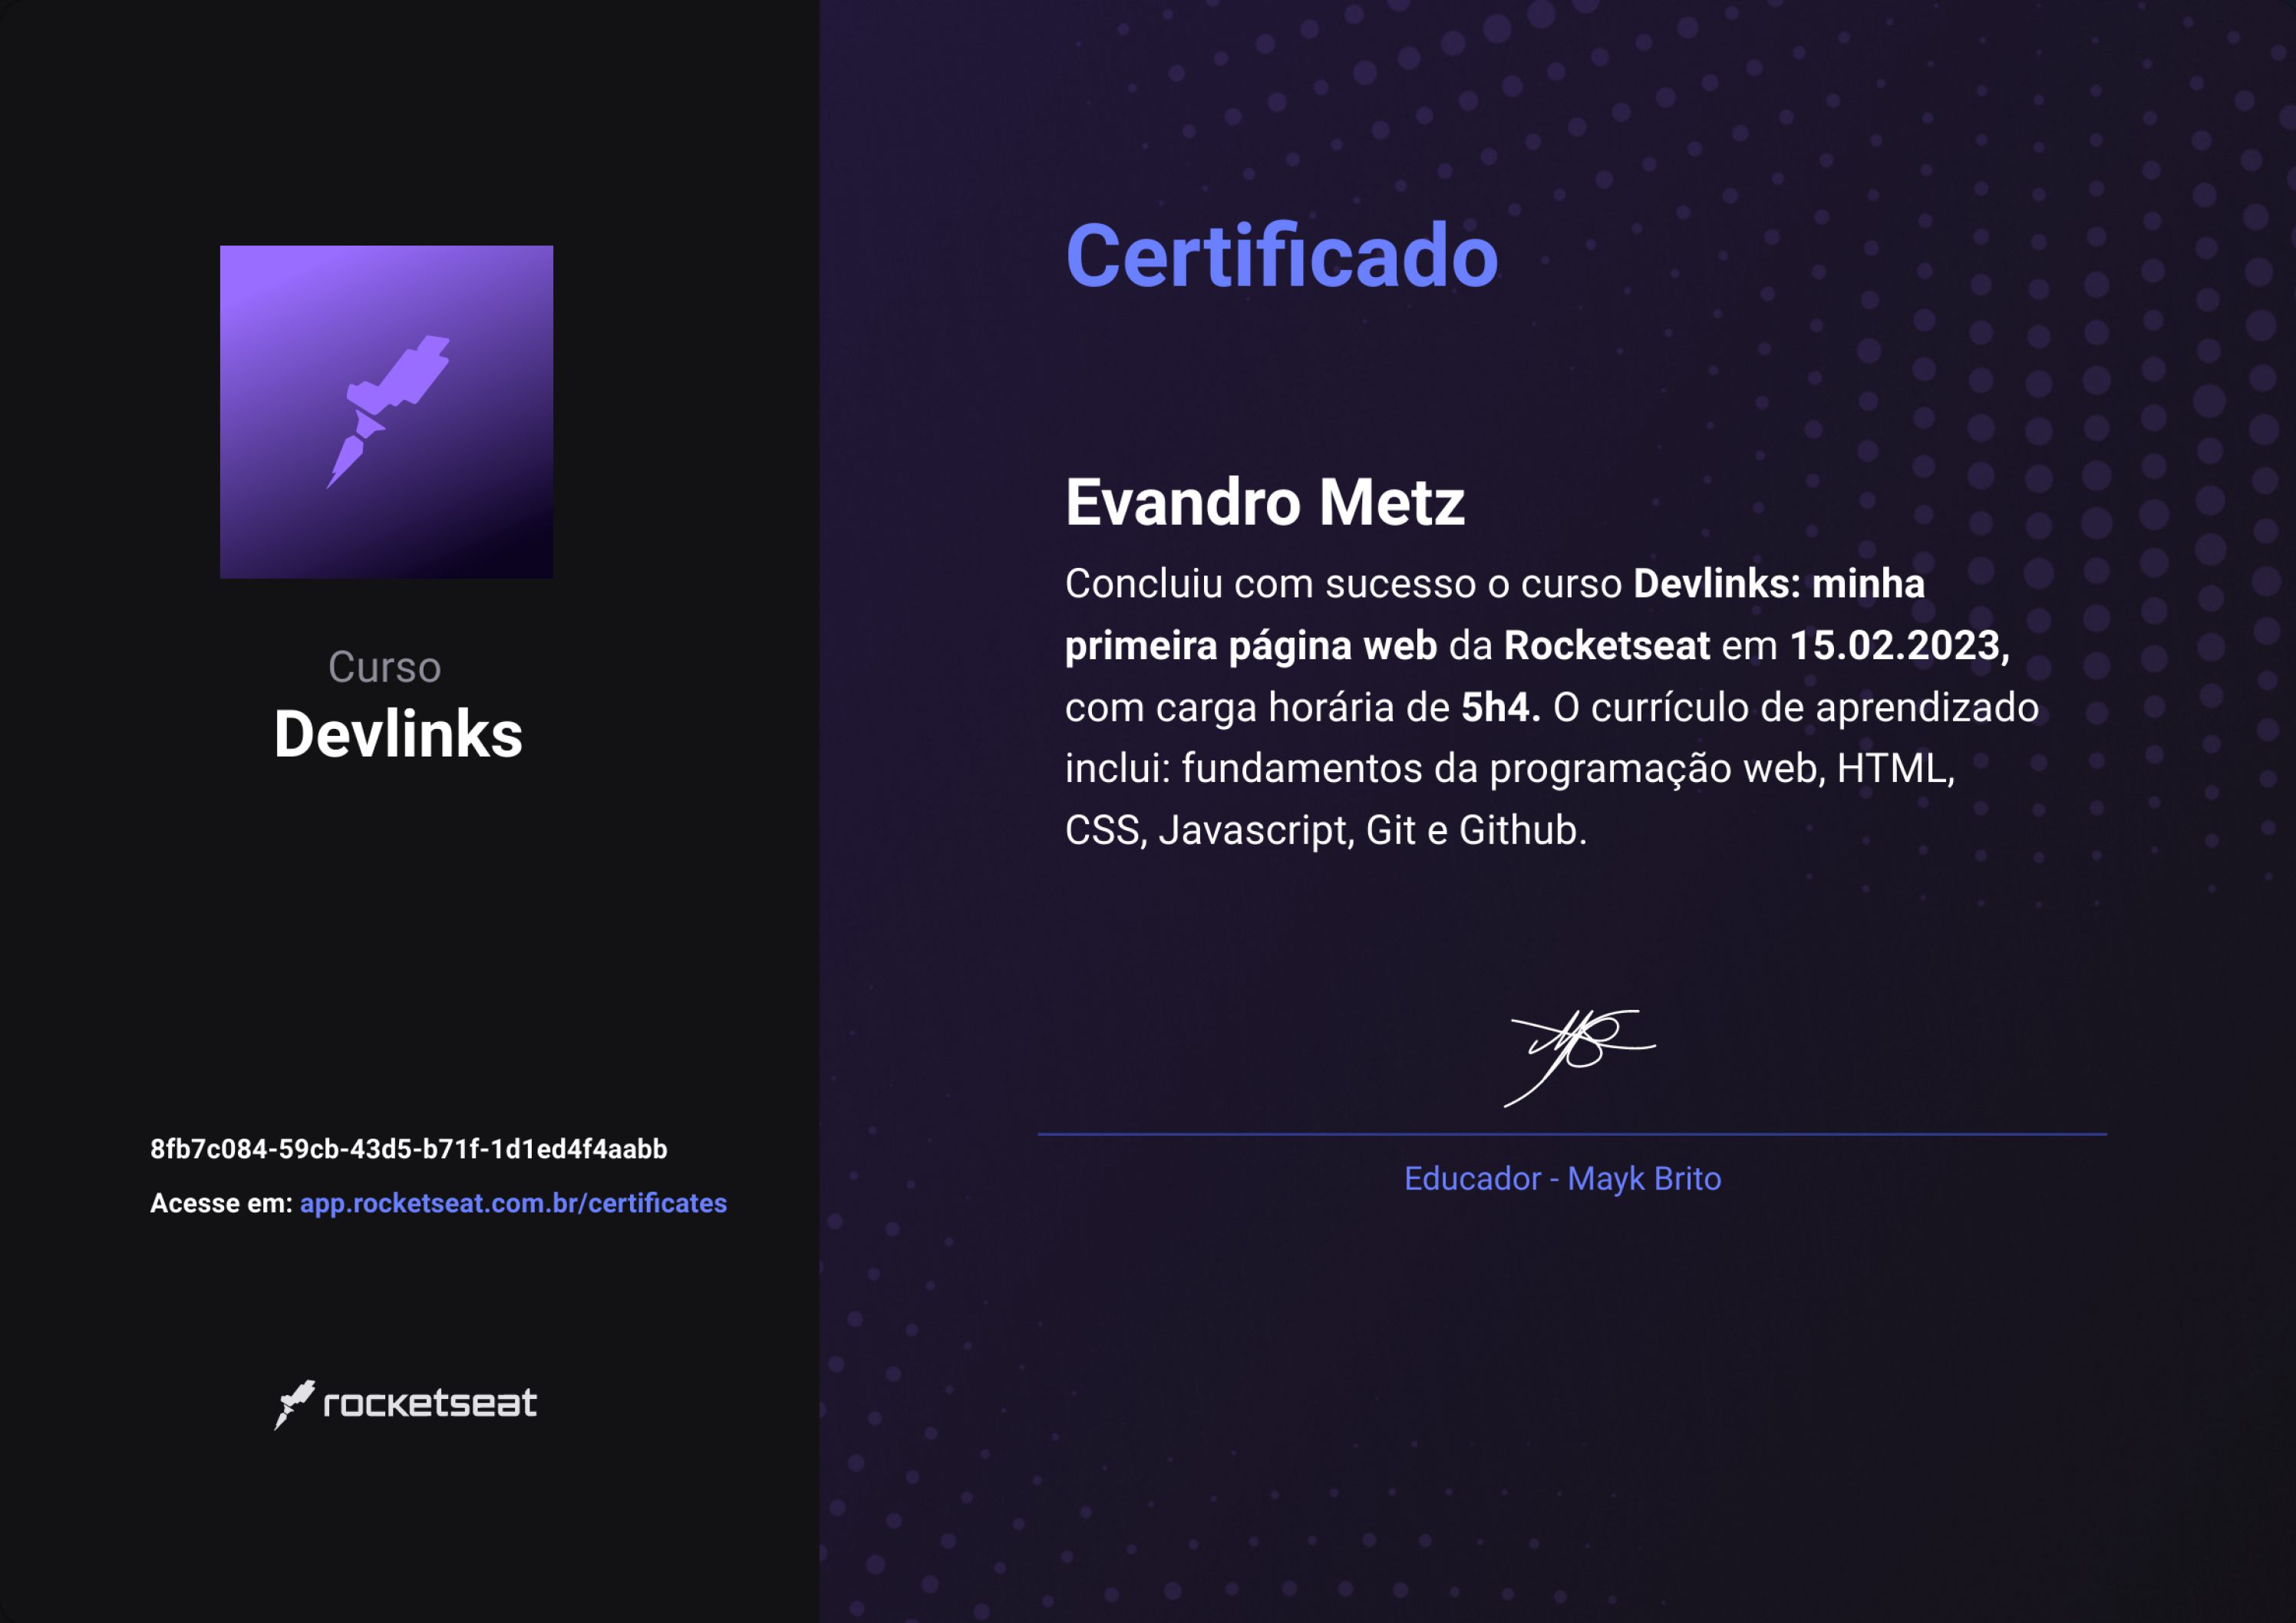 Curso
Devlinks
8fb7c084-59cb-43d5-b71f-1d1ed4f4aabb
Acesse em: app.rocketseat.com.br/certificates
rocketseat
Certificado
Evandro Metz
Concluiu com sucesso o curso Devlinks: minha
primeira página web da Rocketseat em 15.02.2023,
com carga horária de 5h4. O currículo de aprendizado
inclui: fundamentos da programação web, HTML,
CSS, Javascript, Git e Github.
Educador - Mayk Brito